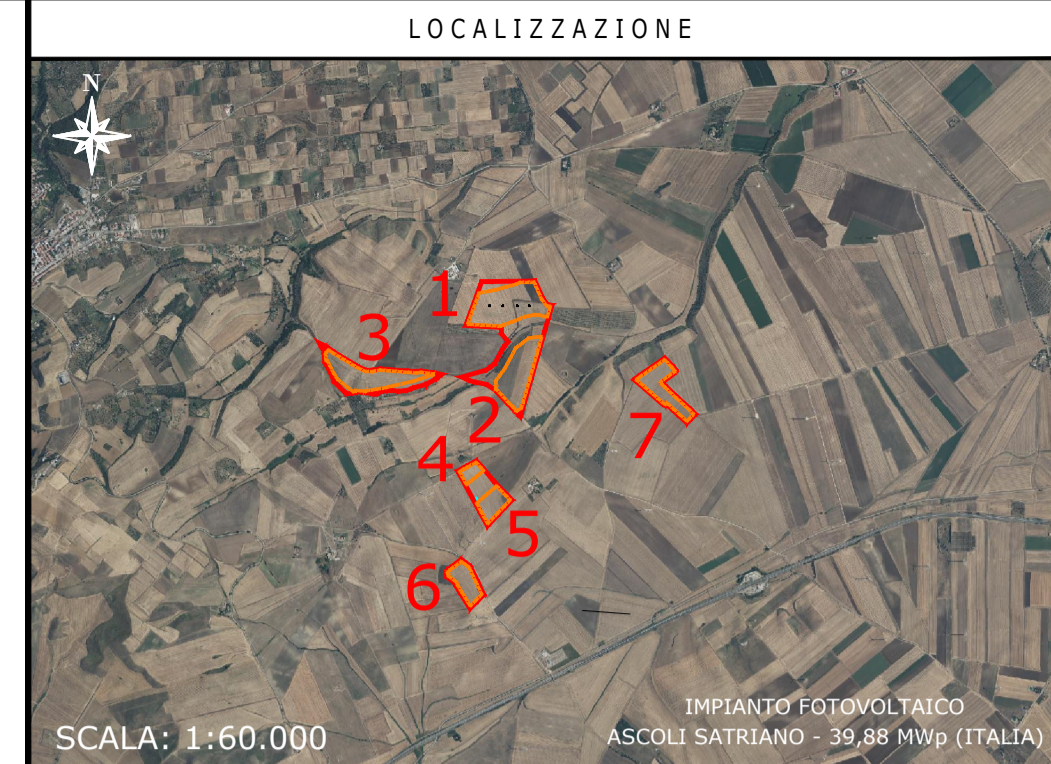 LOCALIZZAZIONE
N
1
3
2
7
4
5
6
SCALA: 1:60.000
IMPIANTO FOTOVOLTAICO
ASCOLI SATRIANO - 39,88 MWp (ITALIA)